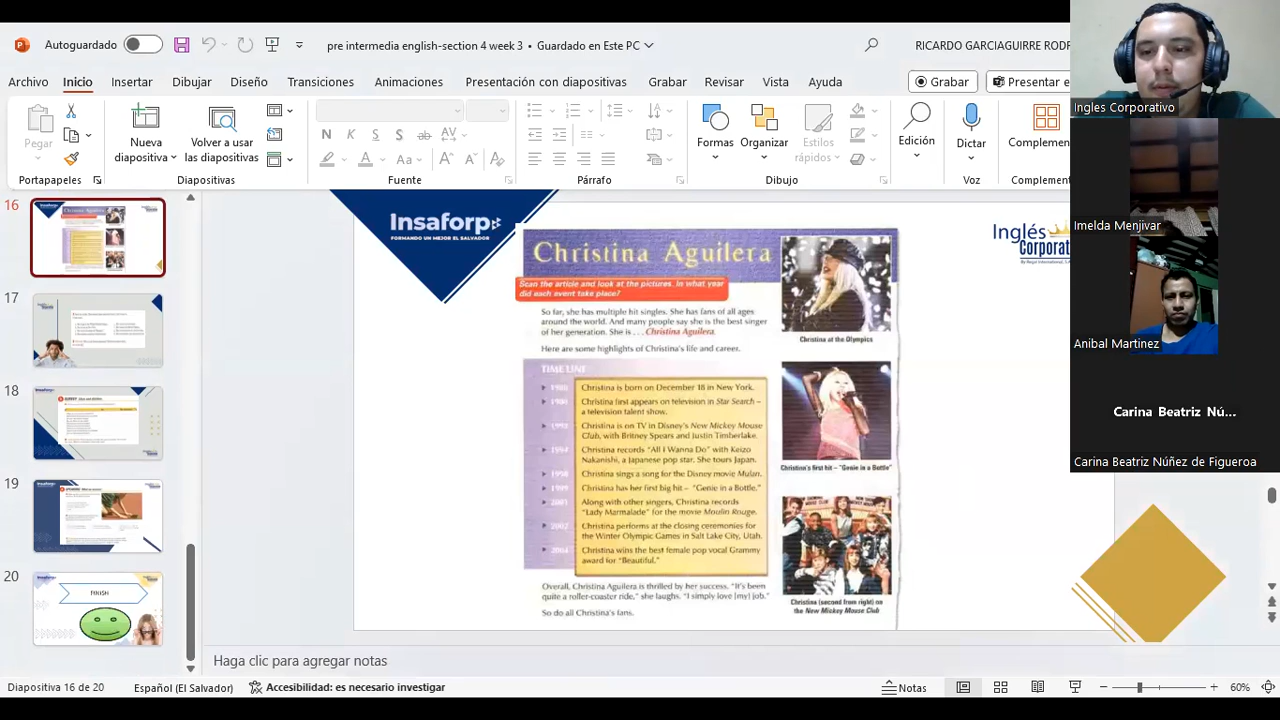 Autoguardado
pre intermedia english-section 4 week 3 • Guardado en Este PC
RICARDO GARCIAGUIRRE RODR
Archivo Inicio Insertar Dibujar Diseño Transiciones Animaciones Presentación con diapositivas Grabar Revisar Vista Ayuda
Grabar
Presentar e
Pegar
Nueva
diapositiva
Volver a usar
las diapositivas
Formas
Organizar
Estilos
rápidos
Edición
Dictar
Complemen
Portapapeles
Diapositivas
Fuente
Párrafo
Dibujo
Voz
Complement
16
17
18
19
20
FINISH
Insaforp
FORMANDO UN MEJOR EL SALVADOR
Inglés
Corpora
Christina Aguilera
Scan the article and look at the pictures. In what year
did each event take place?
So far, she has multiple hit singles. She has fans of all ages
around the world. And many people say she is the best singer
of her generation. She is . . . Christina Aguilera.
Here are some highlights of Christina's life and career.
TIME LINE
1980 Christina is born on December 18 in New York.
Christina first appears on television in Star Search –
a television talent show.
Christina is on TV in Disney's New Mickey Mouse
Club, with Britney Spears and Justin Timberlake.
1997 Christina records "All I Wanna Do" with Keizo
Nakanishi, a Japanese pop star. She tours Japan.
1998 Christina sings a song for the Disney movie Mulan.
1999 Christina has her first big hit – "Genie in a Bottle."
2001 Along with other singers, Christina records
"Lady Marmalade" for the movie Moulin Rouge.
2002 Christina performs at the closing ceremonies for
the Winter Olympic Games in Salt Lake City, Utah.
2004 Christina wins the best female pop vocal Grammy
award for "Beautiful."
Overall, Christina Aguilera is thrilled by her success. "It's been
quite a roller-coaster ride," she laughs. "I simply love [my] job."
So do all Christina's fans.
Christina at the Olympics
Christina's first hit – "Genie in a Bottle"
Christina (second from right) on
the New Mickey Mouse Club
Ingles Corporativo
Imelda Menjivar
Anibal Martinez
Carina Beatriz Nú...
Carina Beatriz Núñez de Figueroa
Haga clic para agregar notas
Diapositiva 16 de 20
Español (El Salvador)
Accesibilidad: es necesario investigar
Notas
60%